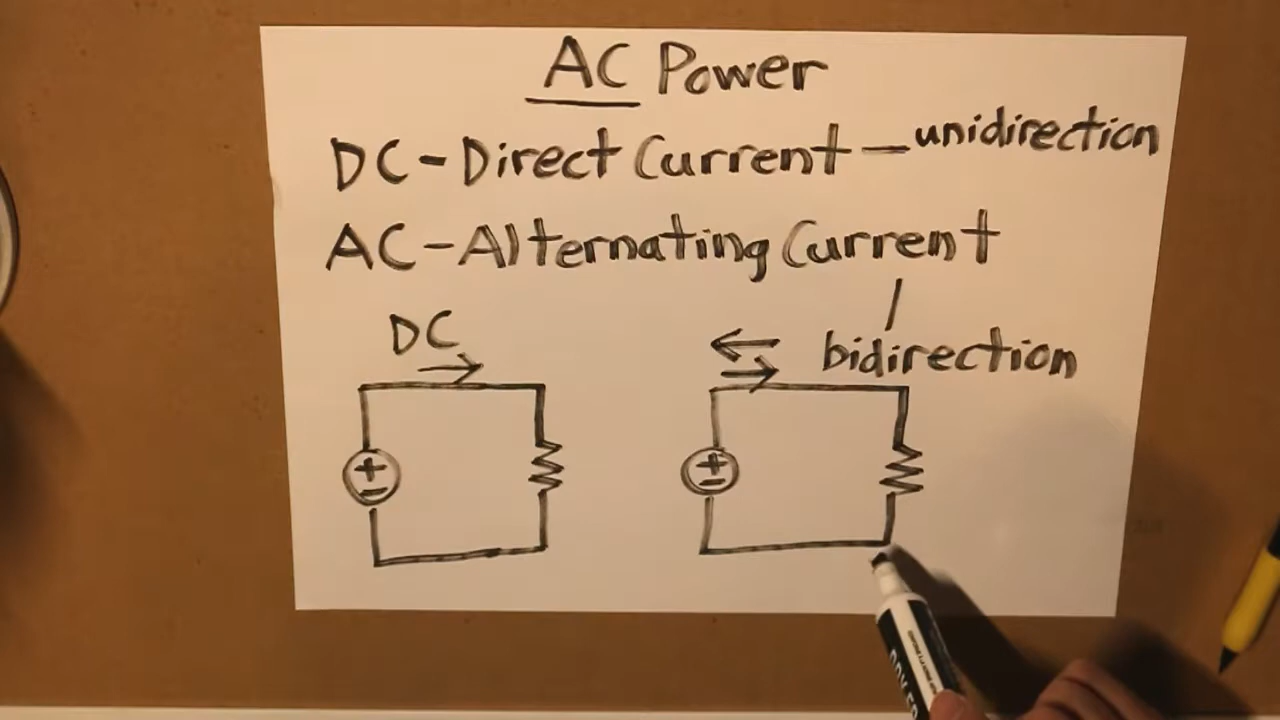 AC Power
DC-Direct Current-unidirection
AC-Alternating Current
bidirection
DC
+
-
+
-